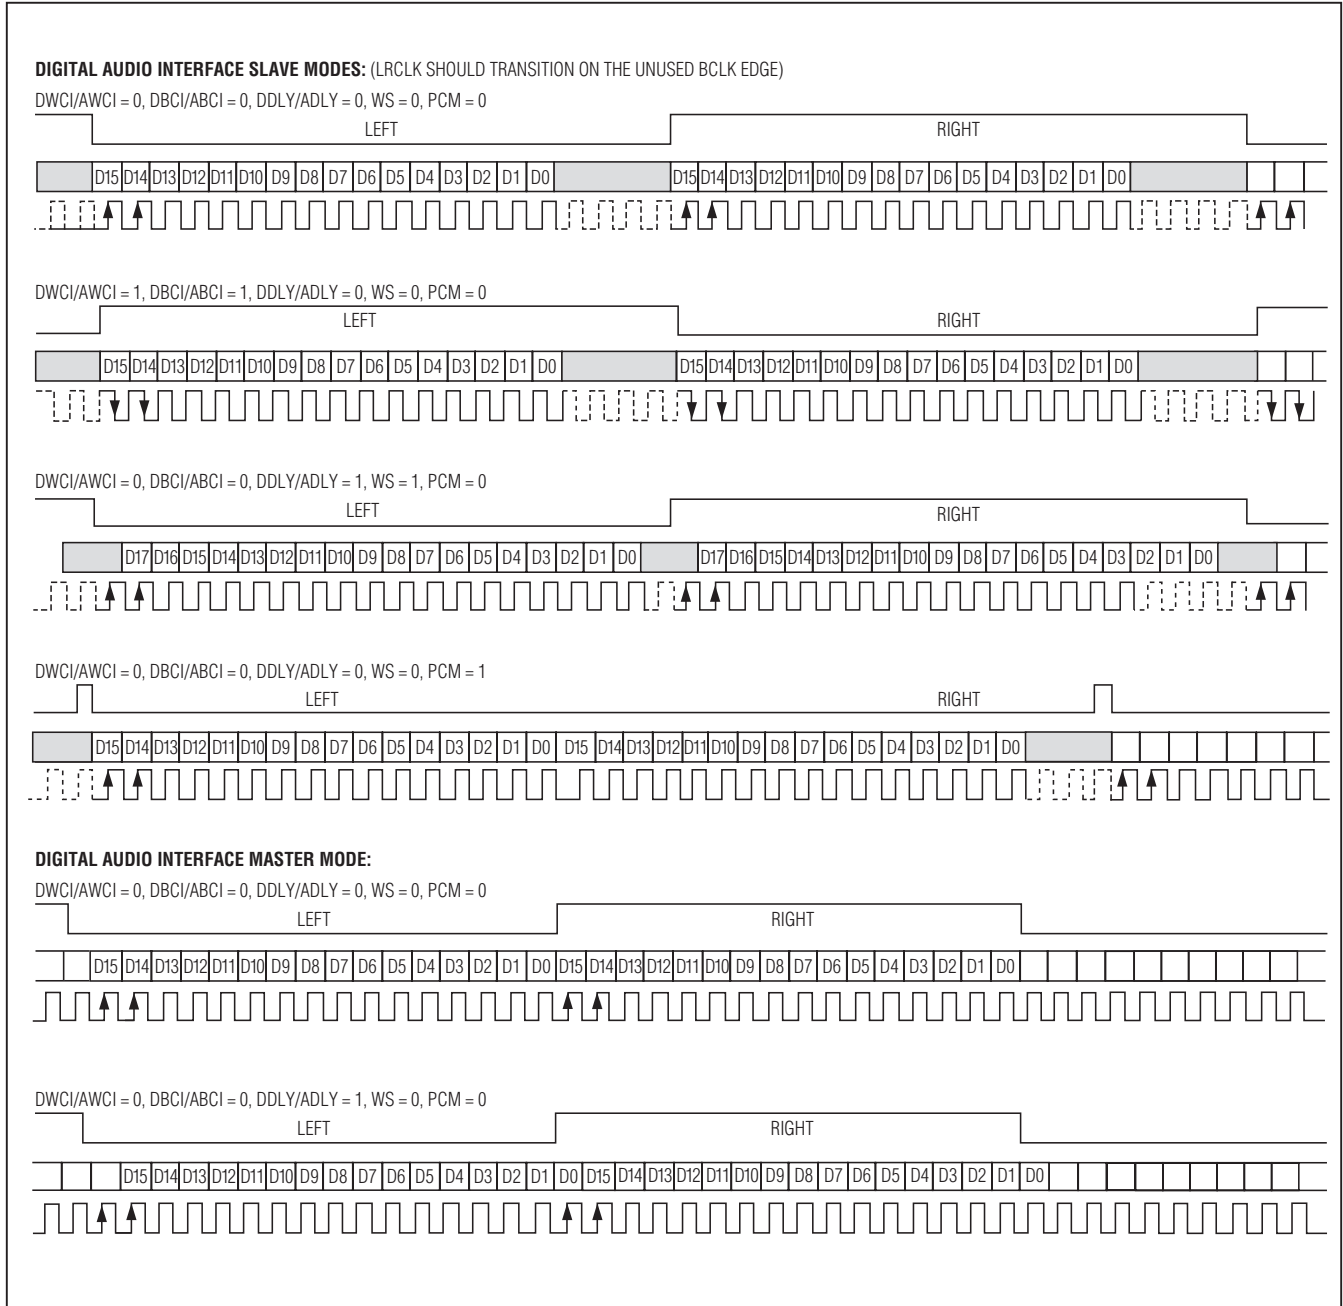 DIGITAL AUDIO INTERFACE SLAVE MODES: (LRCLK SHOULD TRANSITION ON THE UNUSED BCLK EDGE)
DWCI/AWCI = 0, DBCI/ABCI = 0, DDLY/ADLY = 0, WS = 0, PCM = 0
LEFT RIGHT
D15 D14 D13 D12 D11 D10 D9 D8 D7 D6 D5 D4 D3 D2 D1 D0 D15 D14 D13 D12 D11 D10 D9 D8 D7 D6 D5 D4 D3 D2 D1 D0
DWCI/AWCI = 1, DBCI/ABCI = 1, DDLY/ADLY = 0, WS = 0, PCM = 0
LEFT RIGHT
D15 D14 D13 D12 D11 D10 D9 D8 D7 D6 D5 D4 D3 D2 D1 D0 D15 D14 D13 D12 D11 D10 D9 D8 D7 D6 D5 D4 D3 D2 D1 D0
DWCI/AWCI = 0, DBCI/ABCI = 0, DDLY/ADLY = 1, WS = 1, PCM = 0
LEFT RIGHT
D17 D16 D15 D14 D13 D12 D11 D10 D9 D8 D7 D6 D5 D4 D3 D2 D1 D0 D17 D16 D15 D14 D13 D12 D11 D10 D9 D8 D7 D6 D5 D4 D3 D2 D1 D0
DWCI/AWCI = 0, DBCI/ABCI = 0, DDLY/ADLY = 0, WS = 0, PCM = 1
LEFT RIGHT
D15 D14 D13 D12 D11 D10 D9 D8 D7 D6 D5 D4 D3 D2 D1 D0 D15 D14 D13 D12 D11 D10 D9 D8 D7 D6 D5 D4 D3 D2 D1 D0
DIGITAL AUDIO INTERFACE MASTER MODE:
DWCI/AWCI = 0, DBCI/ABCI = 0, DDLY/ADLY = 0, WS = 0, PCM = 0
LEFT RIGHT
D15 D14 D13 D12 D11 D10 D9 D8 D7 D6 D5 D4 D3 D2 D1 D0 D15 D14 D13 D12 D11 D10 D9 D8 D7 D6 D5 D4 D3 D2 D1 D0
DWCI/AWCI = 0, DBCI/ABCI = 0, DDLY/ADLY = 1, WS = 0, PCM = 0
LEFT RIGHT
D15 D14 D13 D12 D11 D10 D9 D8 D7 D6 D5 D4 D3 D2 D1 D0 D15 D14 D13 D12 D11 D10 D9 D8 D7 D6 D5 D4 D3 D2 D1 D0